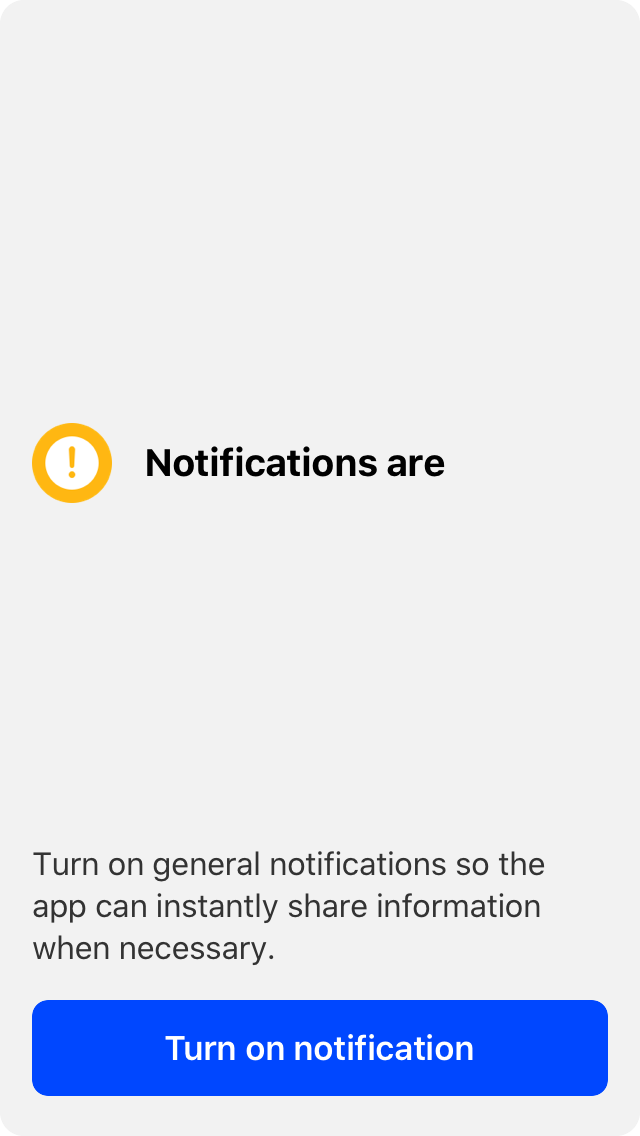 Notifications are
Turn on general notifications so the
app can instantly share information
when necessary.
Turn on notification